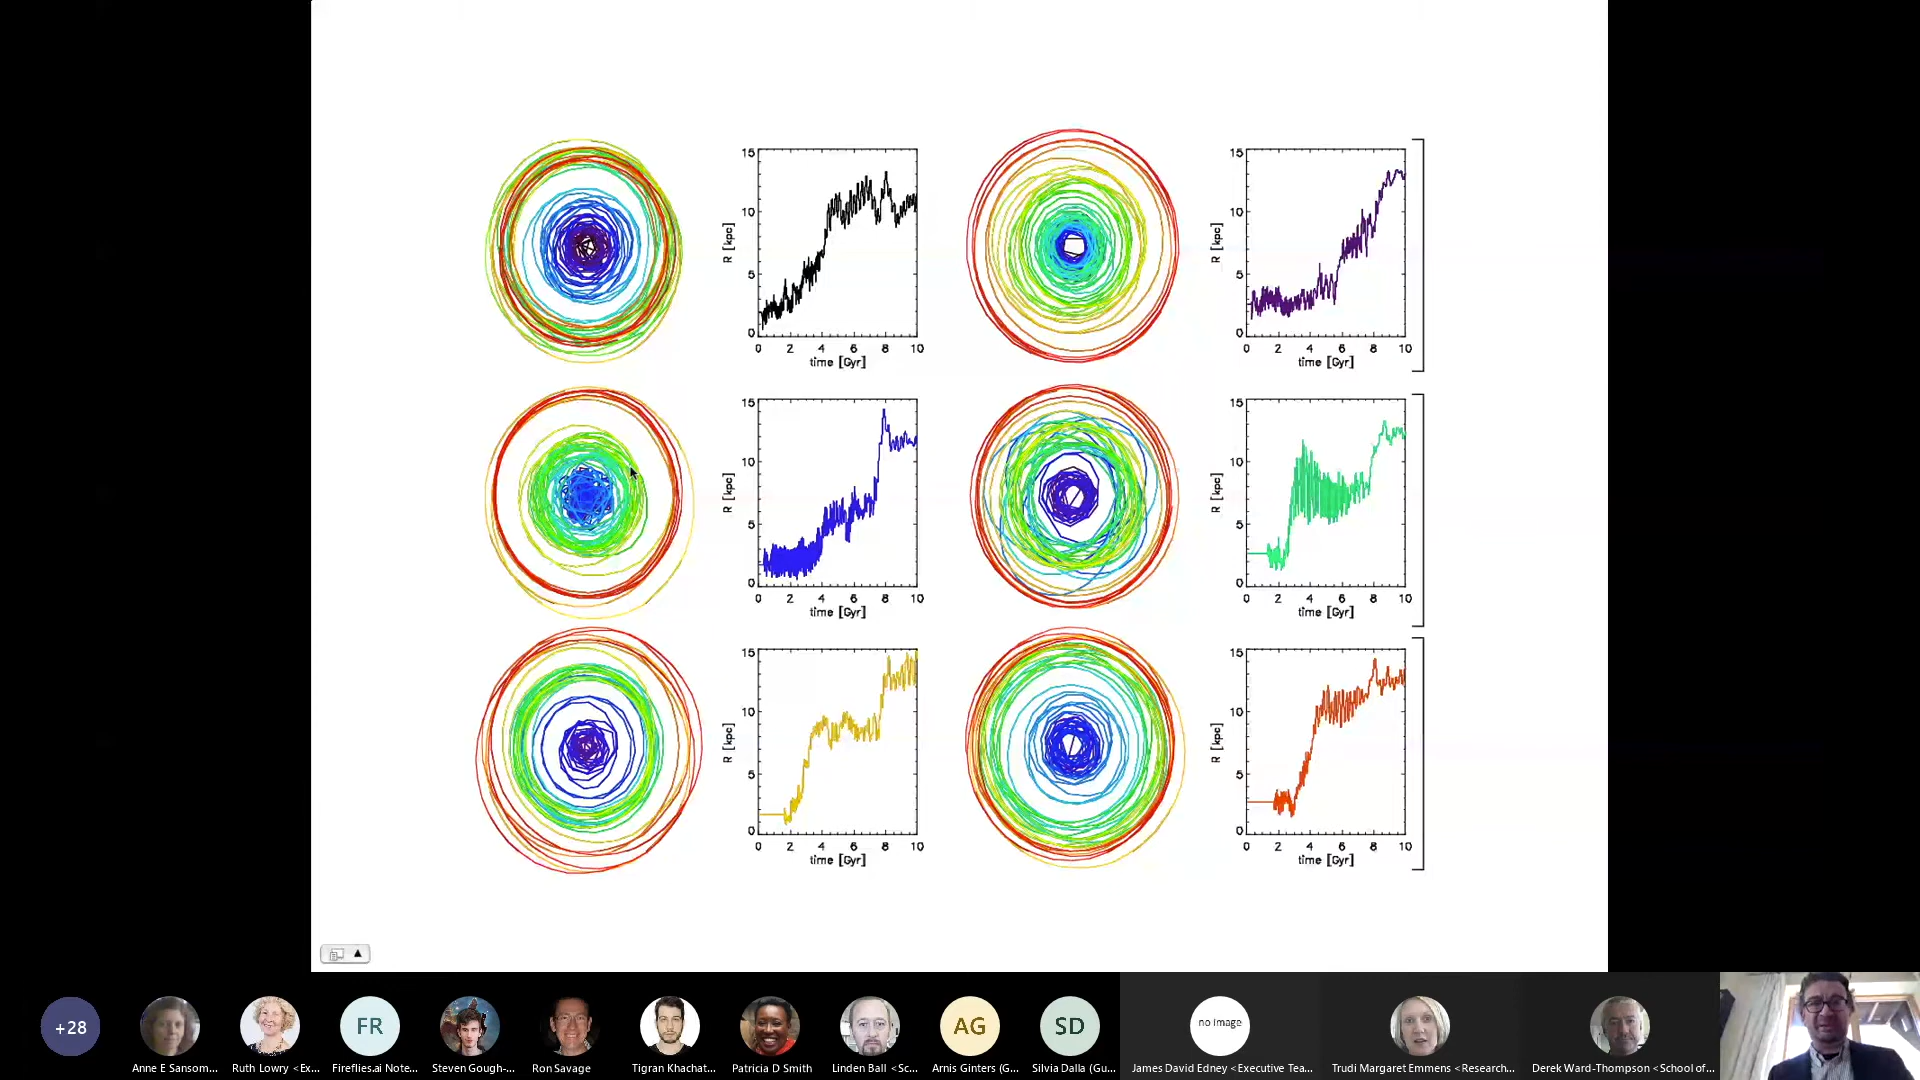 15
10
5
0
R [kpc]
0 2 4 6 8 10
time [Gyr]
15
10
5
0
R [kpc]
0 2 4 6 8 10
time [Gyr]
15
10
5
0
R [kpc]
0 2 4 6 8 10
time [Gyr]
15
10
5
0
R [kpc]
0 2 4 6 8 10
time [Gyr]
15
10
5
0
R [kpc]
0 2 4 6 8 10
time [Gyr]
15
10
5
0
R [kpc]
0 2 4 6 8 10
time [Gyr]
+28
FR
AG
SD
no image
Anne E Sansom...
Ruth Lowry <Ex...
Fireflies.ai Note...
Steven Gough-...
Ron Savage
Tigran Khachat...
Patricia D Smith
Linden Ball <Sc...
Arnis Ginters (G...
Silvia Dalla (Gu...
James David Edney <Executive Tea...
Trudi Margaret Emmens <Research...
Derek Ward-Thompson <School of...